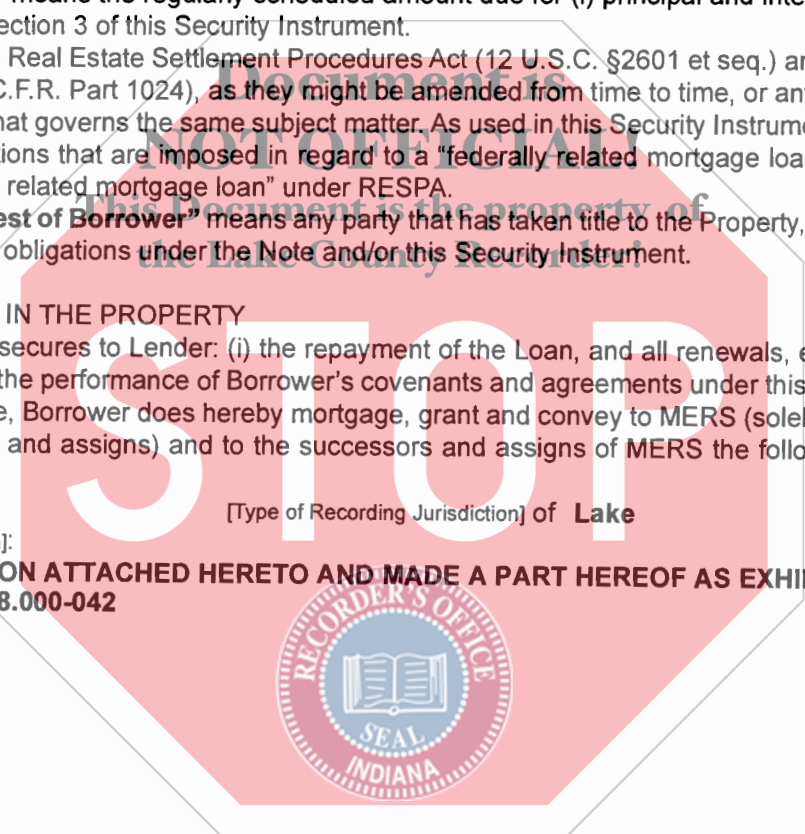 means the regularly scheduled amount due for (i) principal and inte
ection 3 of this Security Instrument.
Real Estate Settlement Procedures Act (12 U.S.C. §2601 et seq.) an
C.F.R. Part 1024), as they might be amended from time to time, or an
Document is
hat governs the same subject matter. As used in this Security Instrume
NOT OFFICIAL!
tions that are imposed in regard to a “federally related mortgage loa
related mortgage loan” under RESPA.
This Document is the property of
est of Borrower” means any party that has taken title to the Property,
the Lake County Recorder!
obligations under the Note and/or this Security Instrument.
IN THE PROPERTY
secures to Lender: (i) the repayment of the Loan, and all renewals, e
the performance of Borrower’s covenants and agreements under this
e, Borrower does hereby mortgage, grant and convey to MERS (solel
and assigns) and to the successors and assigns of MERS the follo
STOP
[Type of Recording Jurisdiction] of Lake
]:
ON ATTACHED HERETO AND MADE A PART HEREOF AS EXHI
8.000-042
RECORDER'S OFFICE
SEAL
INDIANA